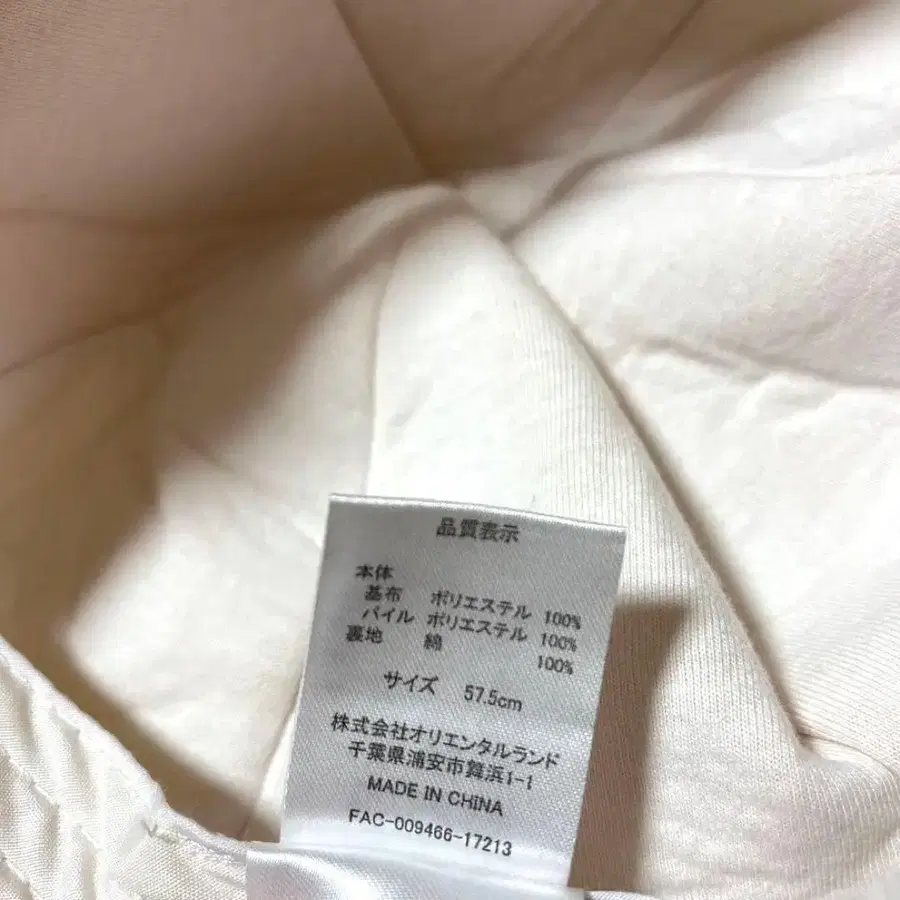 品質表示
本体
基布 ポリエステル 100%
パイル ポリエステル 100%
裏地 綿 100%
サイズ 57.5cm
株式会社オリエンタルランド
千葉県浦安市舞浜1-1
MADE IN CHINA
FAC-009466-17213